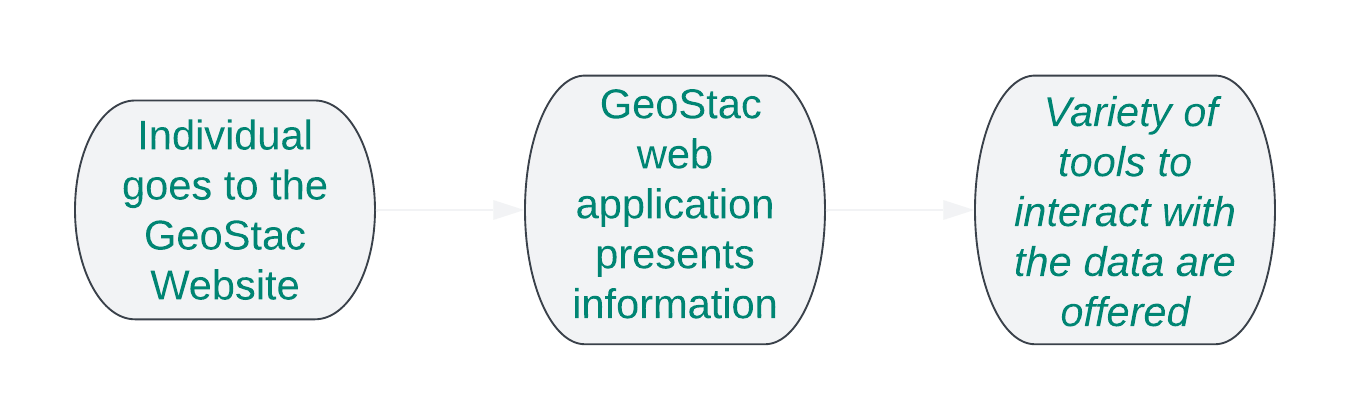 Individual
goes to the
GeoStac
Website
GeoStac
web
application
presents
information
Variety of
tools to
interact with
the data are
offered